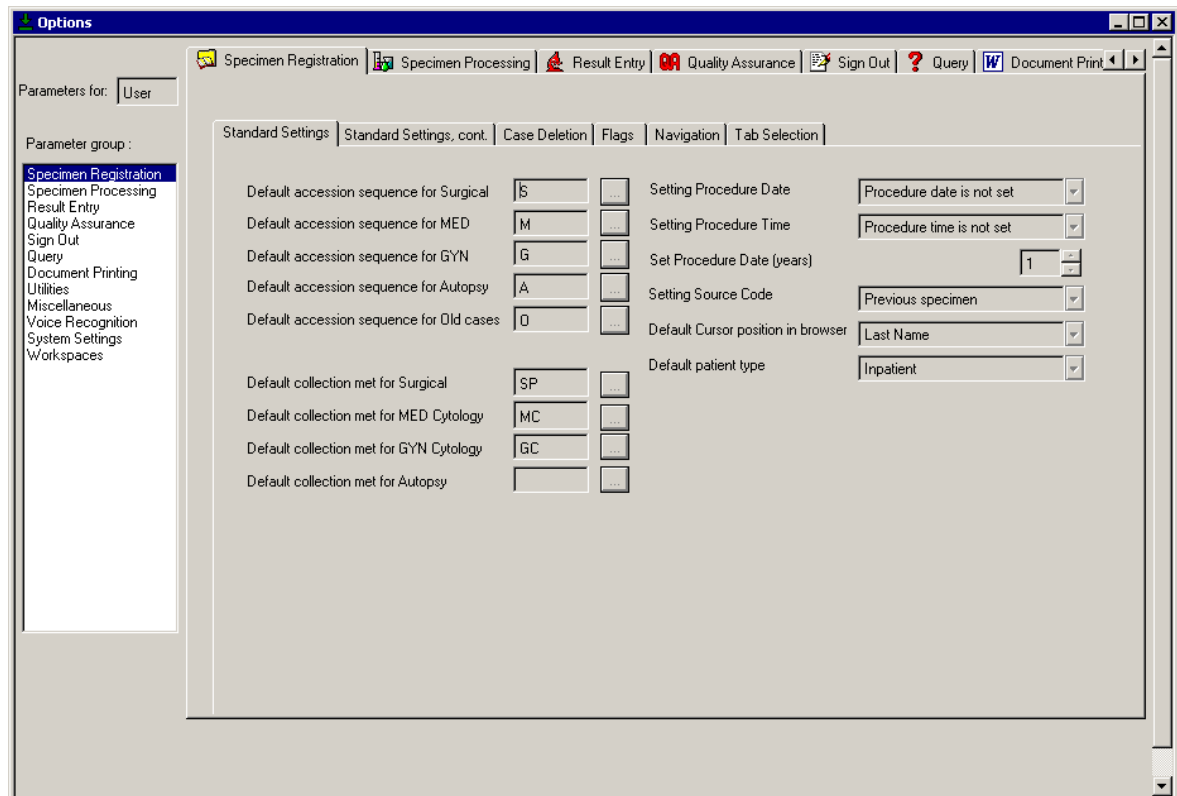 Options
Specimen Registration Specimen Processing Result Entry QA Quality Assurance Sign Out ? Query W Document Print
Parameters for: User
Parameter group :
Specimen Registration
Specimen Processing
Result Entry
Quality Assurance
Sign Out
Query
Document Printing
Utilities
Miscellaneous
Voice Recognition
System Settings
Workspaces
Standard Settings Standard Settings, cont. Case Deletion Flags Navigation Tab Selection
Default accession sequence for Surgical S ...
Default accession sequence for MED M ...
Default accession sequence for GYN G ...
Default accession sequence for Autopsy A ...
Default accession sequence for Old cases O ...
Default collection met for Surgical SP ...
Default collection met for MED Cytology MC ...
Default collection met for GYN Cytology GC ...
Default collection met for Autopsy ...
Setting Procedure Date Procedure date is not set
Setting Procedure Time Procedure time is not set
Set Procedure Date (years) 1
Setting Source Code Previous specimen
Default Cursor position in browser Last Name
Default patient type Inpatient